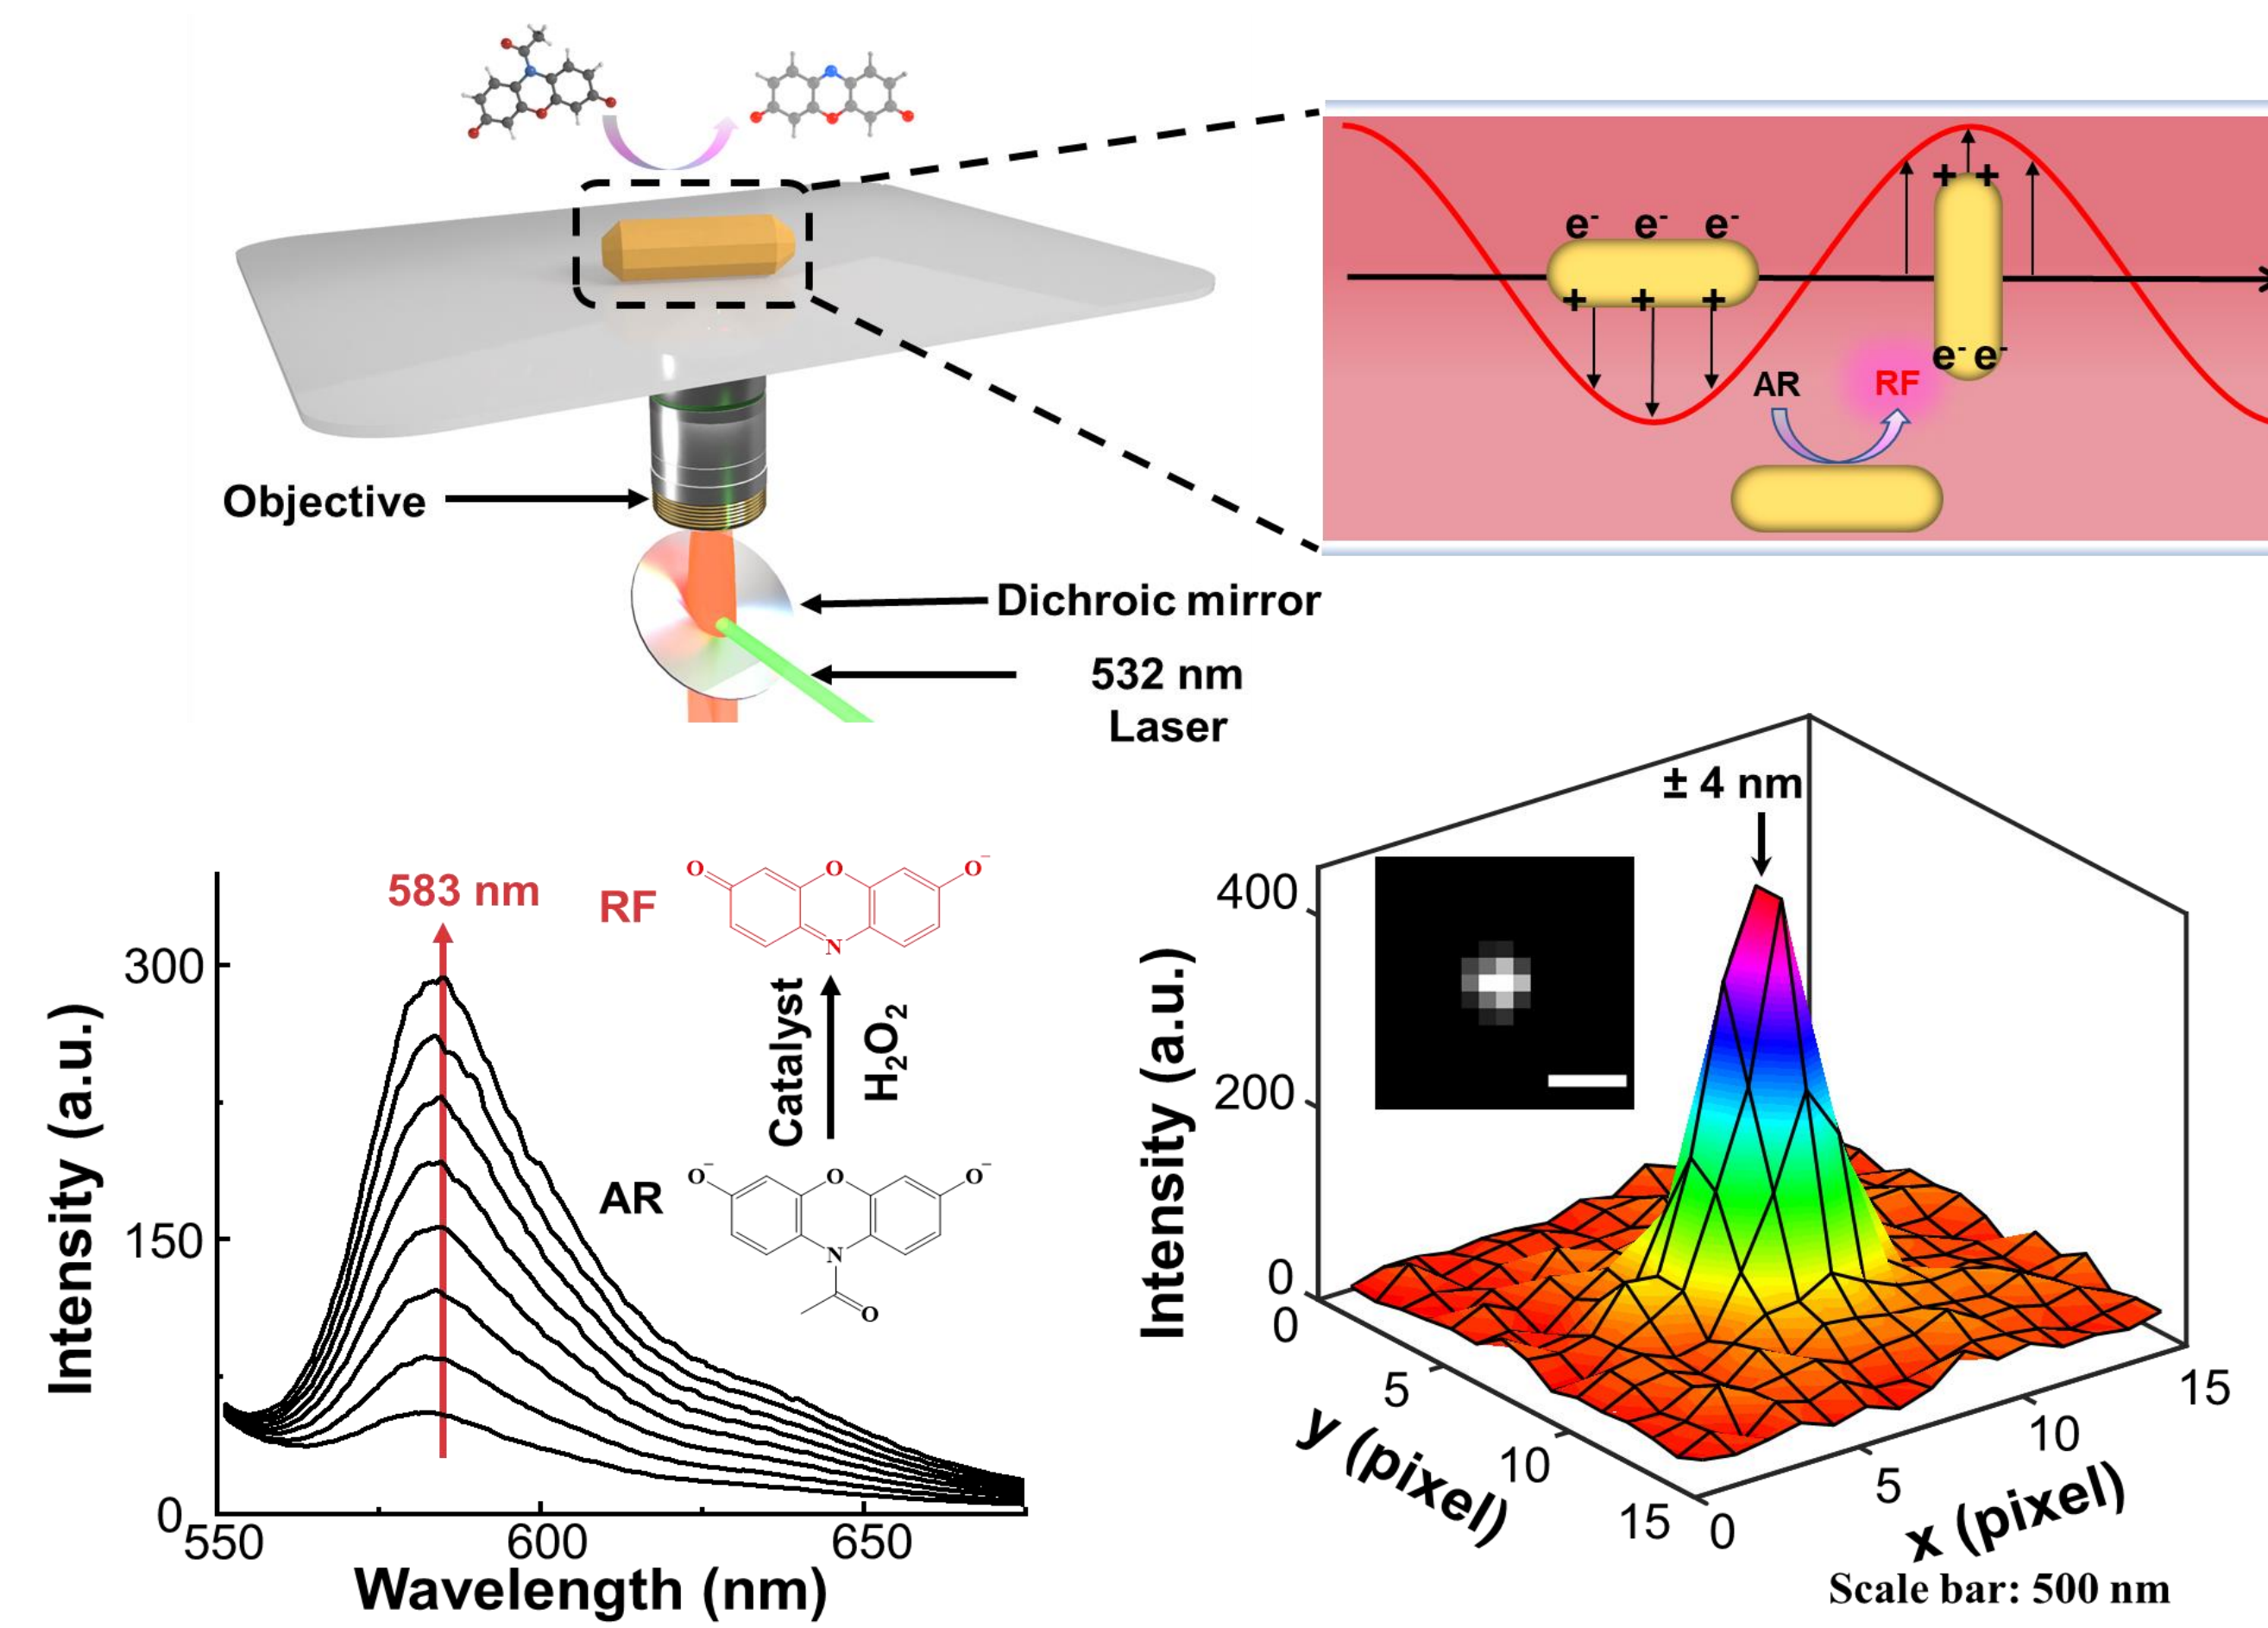 e- e- e-
+ + +
+ +
e- e-
AR
RF
Objective
Dichroic mirror
532 nm
Laser
583 nm
RF
O
O
O⁻
N
Catalyst
H₂O₂
AR
O⁻
O
O⁻
N
O
Intensity (a.u.)
300
150
0
550
600
650
Wavelength (nm)
± 4 nm
Intensity (a.u.)
400
200
0
0
5
10
15
y (pixel)
0
5
10
15
x (pixel)
Scale bar: 500 nm